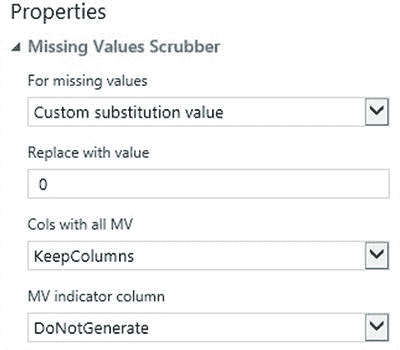 Properties
Missing Values Scrubber
For missing values
Custom substitution value
Replace with value
0
Cols with all MV
KeepColumns
MV indicator column
DoNotGenerate